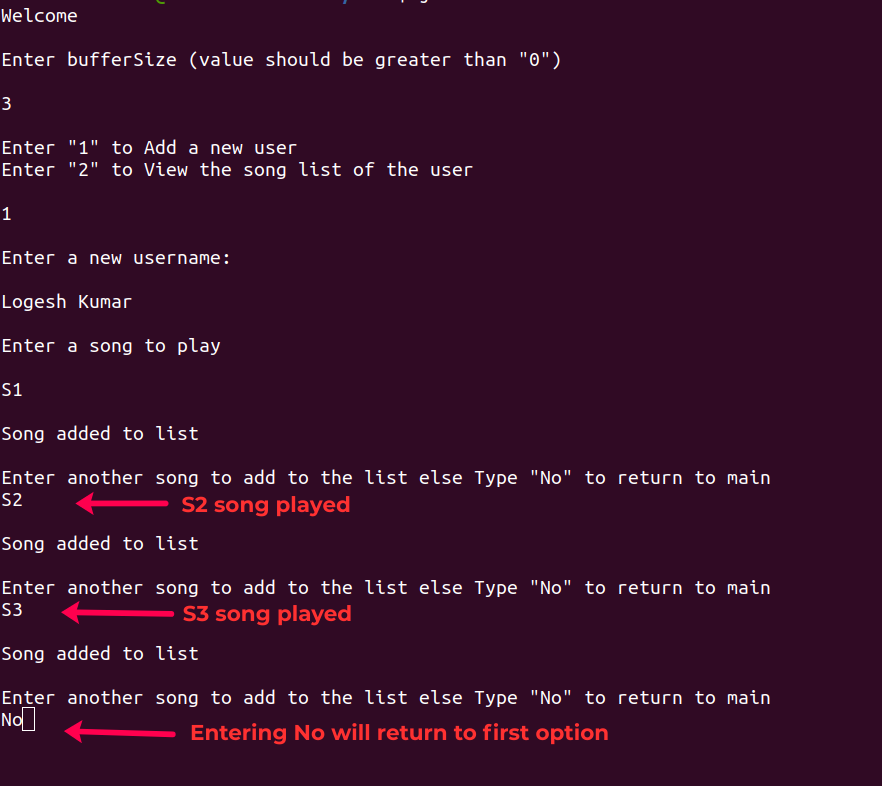 Welcome
Enter bufferSize (value should be greater than "0")
3
Enter "1" to Add a new user
Enter "2" to View the song list of the user
1
Enter a new username:
Logesh Kumar
Enter a song to play
S1
Song added to list
Enter another song to add to the list else Type "No" to return to main
S2
S2 song played
Song added to list
Enter another song to add to the list else Type "No" to return to main
S3
S3 song played
Song added to list
Enter another song to add to the list else Type "No" to return to main
No
Entering No will return to first option